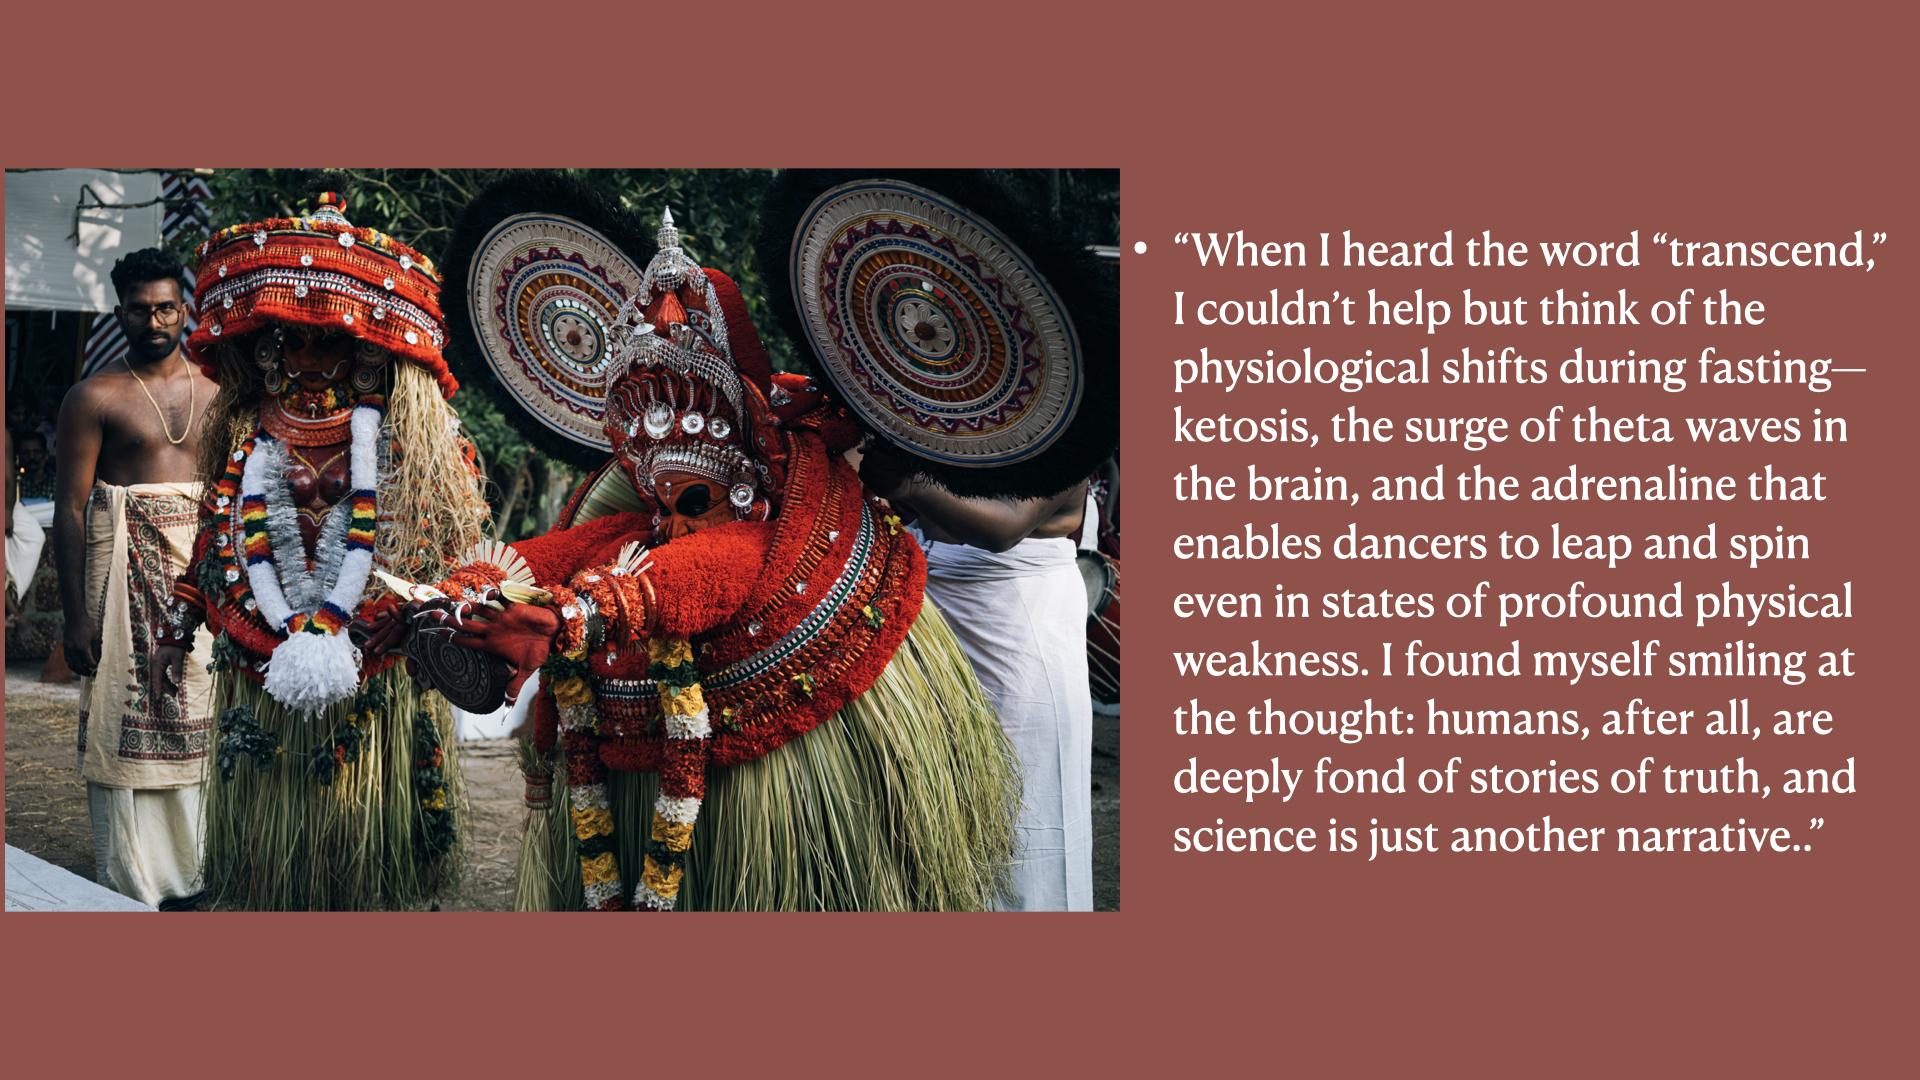 • “When I heard the word “transcend,”
I couldn’t help but think of the
physiological shifts during fasting—
ketosis, the surge of theta waves in
the brain, and the adrenaline that
enables dancers to leap and spin
even in states of profound physical
weakness. I found myself smiling at
the thought: humans, after all, are
deeply fond of stories of truth, and
science is just another narrative..”